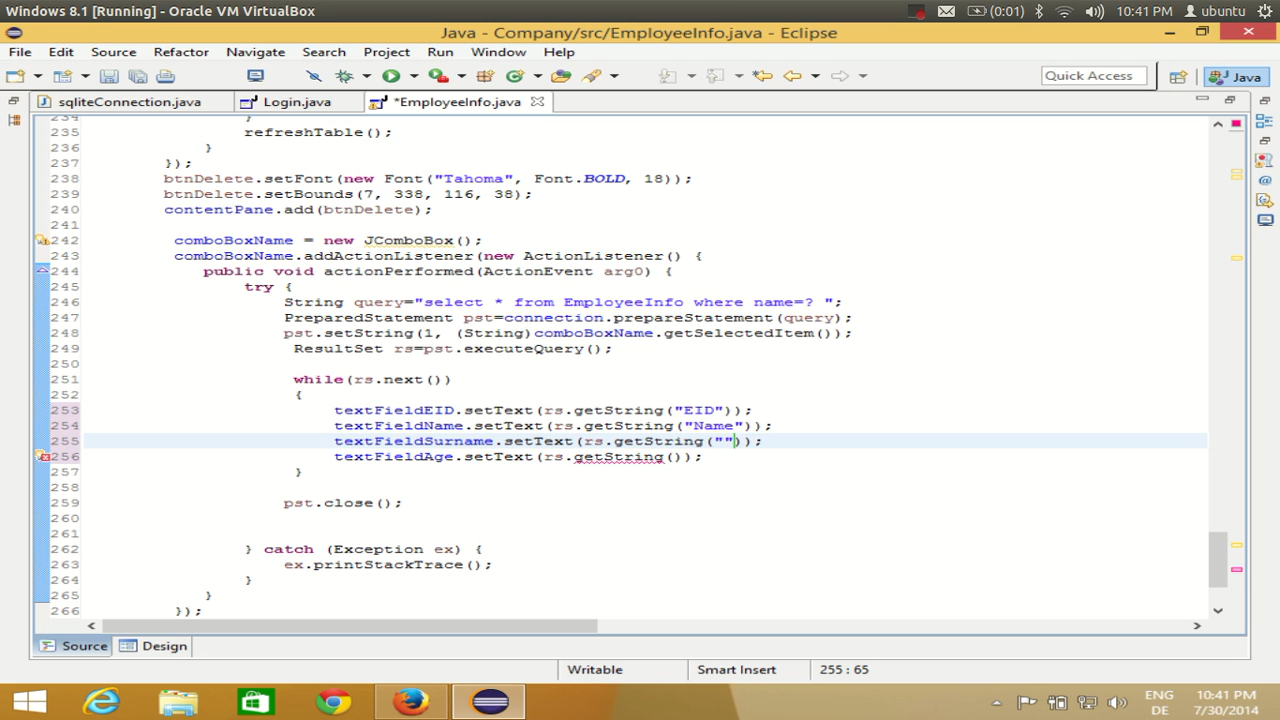 Windows 8.1 [Running] - Oracle VM VirtualBox
(0:01) 10:41 PM ubuntu
Java - Company/src/EmployeeInfo.java - Eclipse
File Edit Source Refactor Navigate Search Project Run Window Help
Quick Access Java
sqliteConnection.java Login.java *EmployeeInfo.java
234 }
235 refreshTable();
236 }
237 });
238 btnDelete.setFont(new Font("Tahoma", Font.BOLD, 18));
239 btnDelete.setBounds(7, 338, 116, 38);
240 contentPane.add(btnDelete);
241
242 comboBoxName = new JComboBox();
243 comboBoxName.addActionListener(new ActionListener() {
244 public void actionPerformed(ActionEvent arg0) {
245 try {
246 String query="select * from EmployeeInfo where name=? ";
247 PreparedStatement pst=connection.prepareStatement(query);
248 pst.setString(1, (String)comboBoxName.getSelectedItem());
249 ResultSet rs=pst.executeQuery();
250
251 while(rs.next())
252 {
253 textFieldEID.setText(rs.getString("EID"));
254 textFieldName.setText(rs.getString("Name"));
255 textFieldSurname.setText(rs.getString(""));
256 textFieldAge.setText(rs.getString());
257 }
258
259 pst.close();
260
261
262 } catch (Exception ex) {
263 ex.printStackTrace();
264 }
265 }
266 });
Source Design
Writable Smart Insert 255 : 65
ENG 10:41 PM
DE 7/30/2014